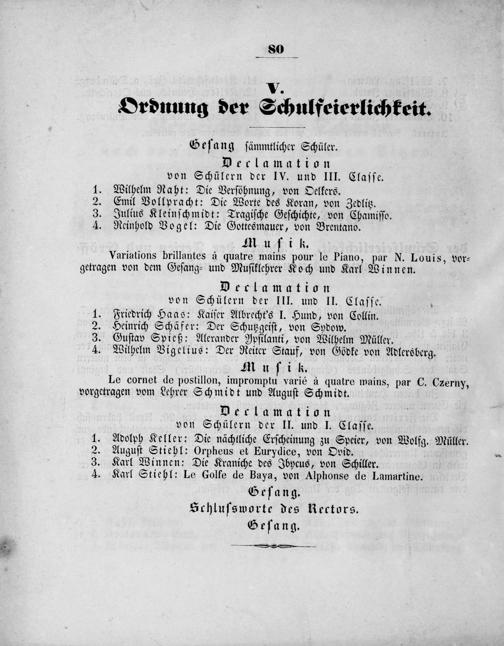 80
V.
Ordnung der Schulfeierlichkeit.
Gesang sämmtlicher Schüler.
Declamation
von Schülern der IV. und III. Classe.
1. Wilhelm Raht: Die Versöhnung, von Oelkers.
2. Emil Vollpracht: Die Worte des Koran, von Zedlitz.
3. Julius Kleinschmidt: Tragische Geschichte, von Chamisso.
4. Reinhold Vogel: Die Gottesmauer, von Brentano.
Musik.
Variations brillantes á quatre mains pour le Piano, par N. Louis, vor-
getragen von dem Gesang- und Musiklehrer Koch und Karl Winnen.
Declamation
von Schülern der III. und II. Classe.
1. Friedrich Haas: Kaiser Albrecht's I. Hund, von Collin.
2. Heinrich Schäfer: Der Schutzgeist, von Sydow.
3. Gustav Spieß: Alexander Ypsilanti, von Wilhelm Müller.
4. Wilhelm Vigelius: Der Reiter Stauf, von Gödke von Adlersberg.
Musik.
Le cornet de postillon, impromptu varié á quatre mains, par C. Czerny,
vorgetragen vom Lehrer Schmidt und August Schmidt.
Declamation
von Schülern der II. und I. Classe.
1. Adolph Keller: Die nächtliche Erscheinung zu Speier, von Wolfg. Müller.
2. August Stiehl: Orpheus et Eurydice, von Ovid.
3. Karl Winnen: Die Kraniche des Ibycus, von Schiller.
4. Karl Stiehl: Le Golfe de Baya, von Alphonse de Lamartine.
Gesang.
Schlussworte des Rectors.
Gesang.